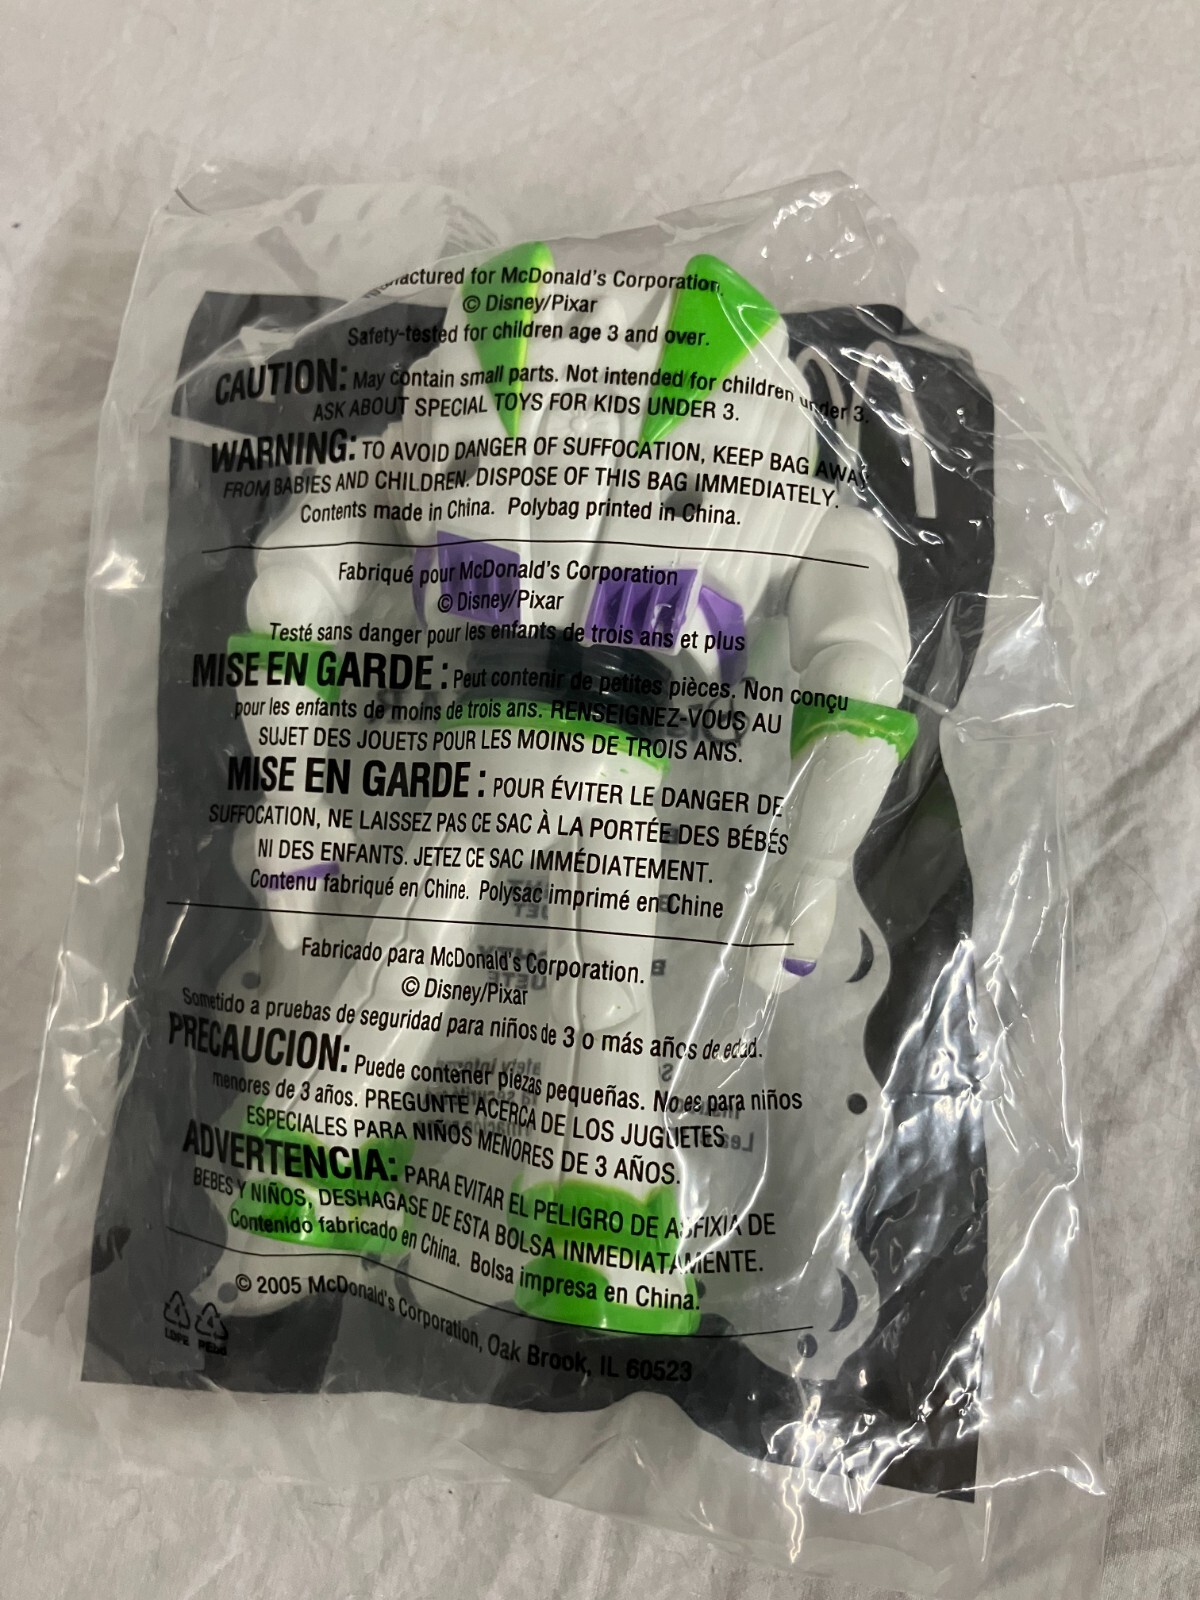 actured for McDonald's Corporation.
© Disney/Pixar
Safety-tested for children age 3 and over.
CAUTION: May contain small parts. Not intended for children under 3.
ASK ABOUT SPECIAL TOYS FOR KIDS UNDER 3.
WARNING: TO AVOID DANGER OF SUFFOCATION, KEEP BAG AWAY
FROM BABIES AND CHILDREN. DISPOSE OF THIS BAG IMMEDIATELY.
Contents made in China. Polybag printed in China.
Fabriqué pour McDonald's Corporation
© Disney/Pixar
Testé sans danger pour les enfants de trois ans et plus
MISE EN GARDE : Peut contenir de petites pièces. Non conçu
pour les enfants de moins de trois ans. RENSEIGNEZ-VOUS AU
SUJET DES JOUETS POUR LES MOINS DE TROIS ANS.
MISE EN GARDE : POUR ÉVITER LE DANGER DE
SUFFOCATION, NE LAISSEZ PAS CE SAC À LA PORTÉE DES BÉBÉS
NI DES ENFANTS. JETEZ CE SAC IMMÉDIATEMENT.
Contenu fabriqué en Chine. Polysac imprimé en Chine
Fabricado para McDonald's Corporation.
© Disney/Pixar
Sometido a pruebas de seguridad para niños de 3 o más años de edad.
PRECAUCION: Puede contener piezas pequeñas. No es para niños
menores de 3 años. PREGUNTE ACERCA DE LOS JUGUETES
ESPECIALES PARA NIÑOS MENORES DE 3 AÑOS.
ADVERTENCIA: PARA EVITAR EL PELIGRO DE ASFIXIA DE
BEBES Y NIÑOS, DESHAGASE DE ESTA BOLSA INMEDIATAMENTE.
Contenido fabricado en China. Bolsa impresa en China.
© 2005 McDonald's Corporation, Oak Brook, IL 60523
4 4
LDPE